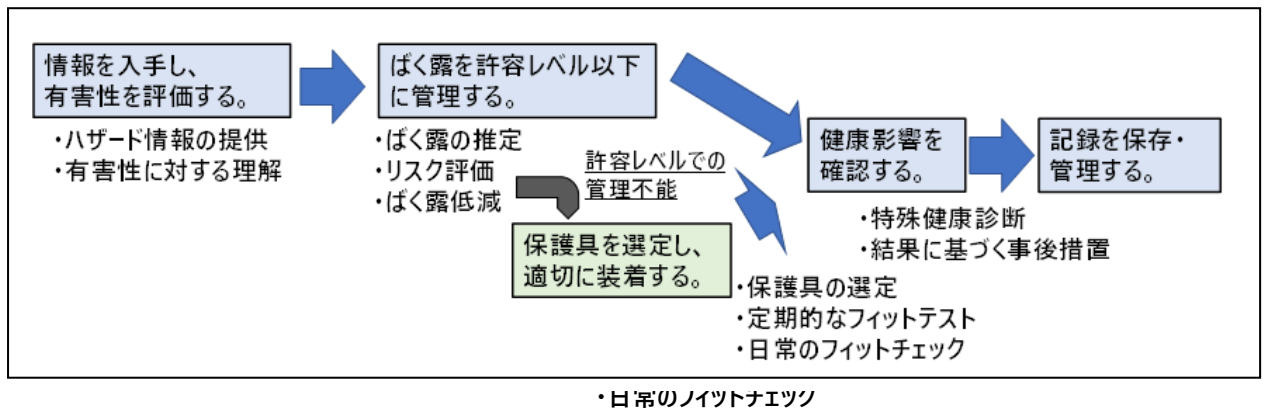 情報を入手し、
有害性を評価する。
・ハザード情報の提供
・有害性に対する理解
ばく露を許容レベル以下
に管理する。
・ばく露の推定
・リスク評価
・ばく露低減
許容レベルでの
管理不能
保護具を選定し、
適切に装着する。
・保護具の選定
・定期的なフィットテスト
・日常のフィットチェック
健康影響を
確認する。
・特殊健康診断
・結果に基づく事後措置
記録を保存・
管理する。
・日常のフィットチェック